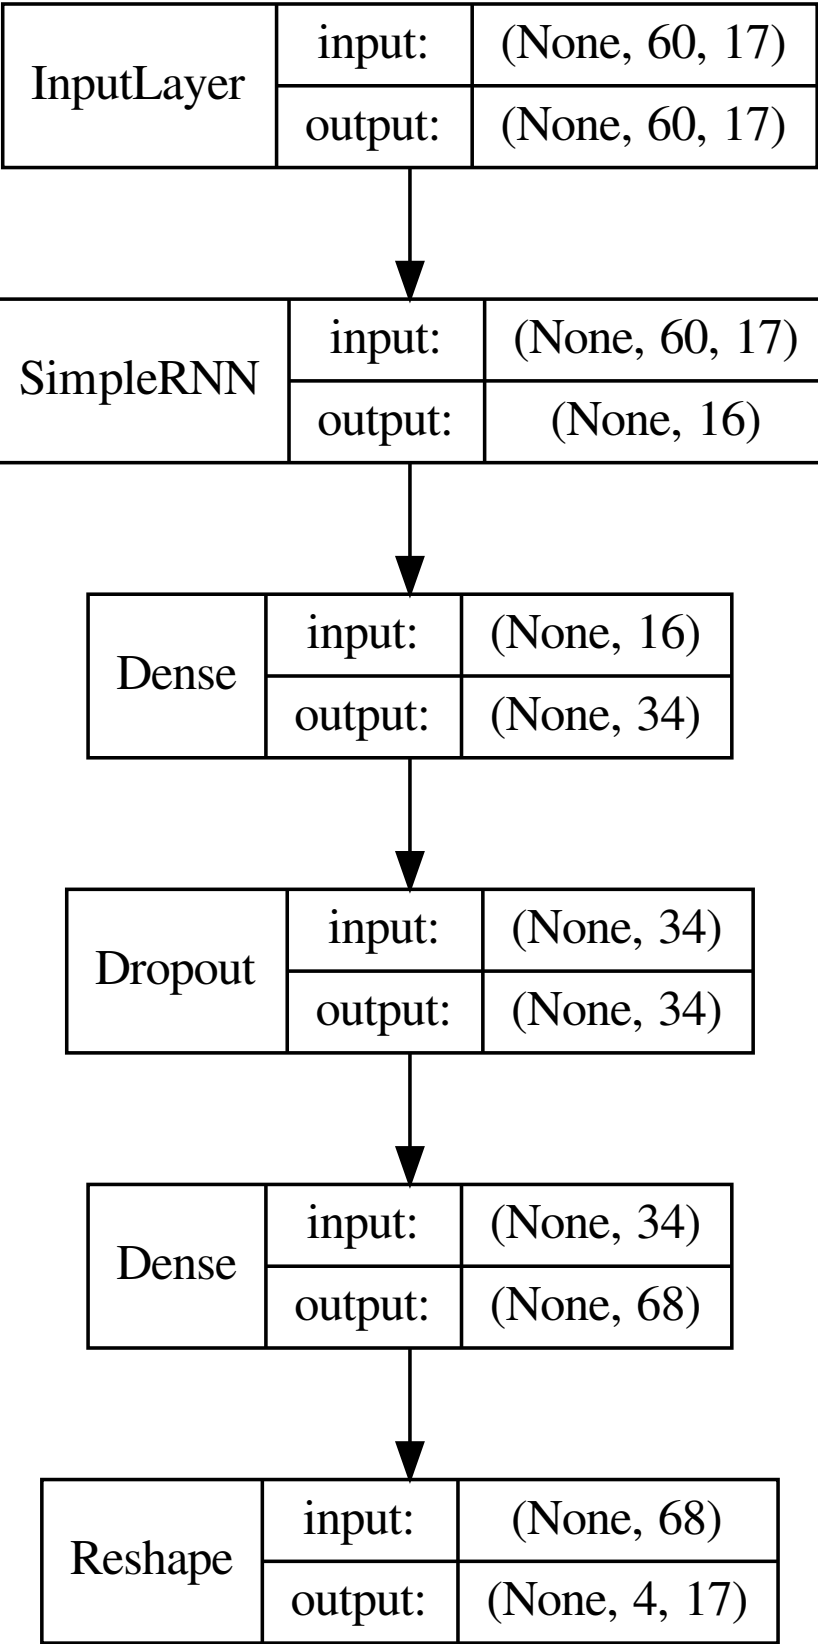 InputLayer
input: (None, 60, 17)
output: (None, 60, 17)
SimpleRNN
input: (None, 60, 17)
output: (None, 16)
Dense
input: (None, 16)
output: (None, 34)
Dropout
input: (None, 34)
output: (None, 34)
Dense
input: (None, 34)
output: (None, 68)
Reshape
input: (None, 68)
output: (None, 4, 17)